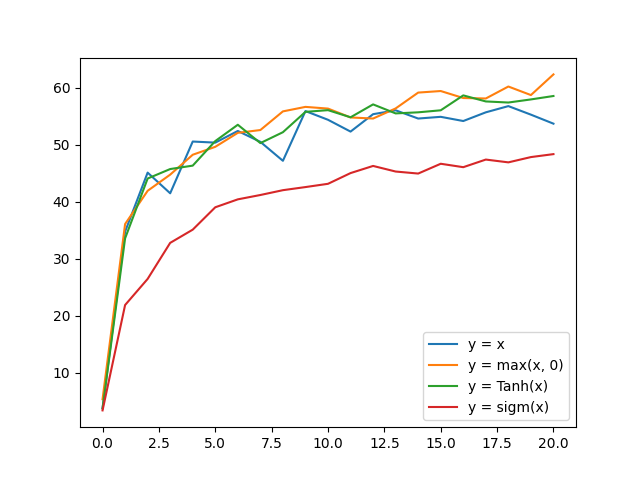 60
50
40
30
20
10
0.0 2.5 5.0 7.5 10.0 12.5 15.0 17.5 20.0
y = x
y = max(x, 0)
y = Tanh(x)
y = sigm(x)